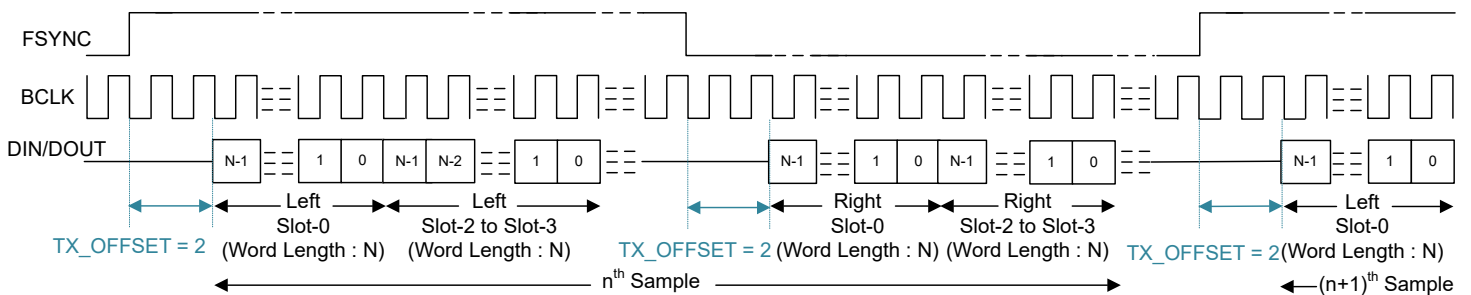 FSYNC
BCLK
DIN/DOUT
N-1 1 0 N-1 N-2 1 0 N-1 1 0 N-1 1 0 N-1 1 0
Left Left Right Right Left
Slot-0 Slot-2 to Slot-3 Slot-0 Slot-2 to Slot-3 Slot-0
TX_OFFSET = 2 (Word Length : N) (Word Length : N) TX_OFFSET = 2 (Word Length : N) (Word Length : N) TX_OFFSET = 2 (Word Length : N)
nth Sample (n+1)th Sample